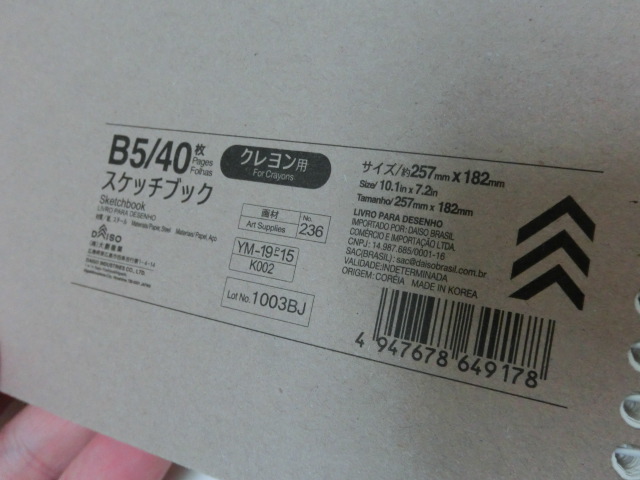 B5/40枚
Pages
Folhas
クレヨン用
For Crayons
スケッチブック
Sketchbook
LIVRO PARA DESENHO
DAISO
画材
Art Supplies
No.
236
YM-19-P15
K002
Lot No. 1003BJ
サイズ/約257mm x 182mm
Size/ 10.1in x 7.2in
Tamanho/ 257mm x 182mm
LIVRO PARA DESENHO
IMPORTADO POR: DAISO BRASIL
COMÉRCIO E IMPORTAÇÃO LTDA.
CNPJ: 14.987.685/0001-16
SAC(BRASIL): sac@daisobrasil.com.br
VALIDADE:INDETERMINADA
ORIGEM: CORÉIA MADE IN KOREA
4 947678 649178